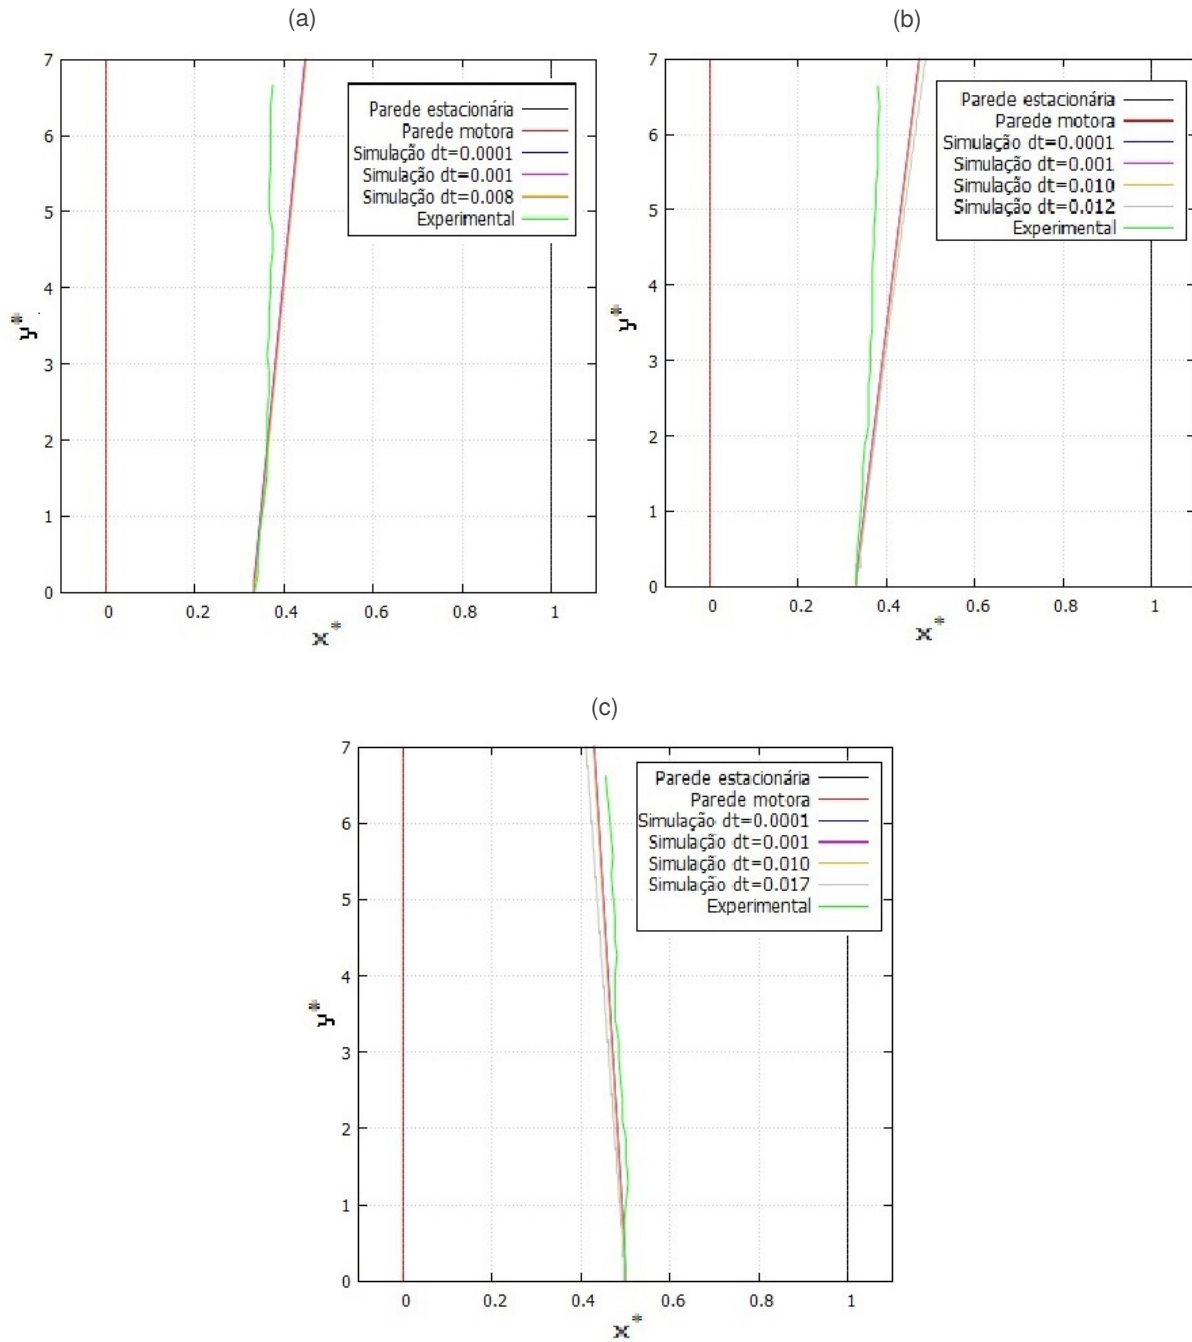 (a)
7
6
5
4
3
2
1
0
y*
Parede estacionária
Parede motora
Simulação dt=0.0001
Simulação dt=0.001
Simulação dt=0.008
Experimental
0 0.2 0.4 0.6 0.8 1
x*
(b)
7
6
5
4
3
2
1
0
y*
Parede estacionária
Parede motora
Simulação dt=0.0001
Simulação dt=0.001
Simulação dt=0.010
Simulação dt=0.012
Experimental
0 0.2 0.4 0.6 0.8 1
x*
(c)
7
6
5
4
3
2
1
0
y*
Parede estacionária
Parede motora
Simulação dt=0.0001
Simulação dt=0.001
Simulação dt=0.010
Simulação dt=0.017
Experimental
0 0.2 0.4 0.6 0.8 1
x*